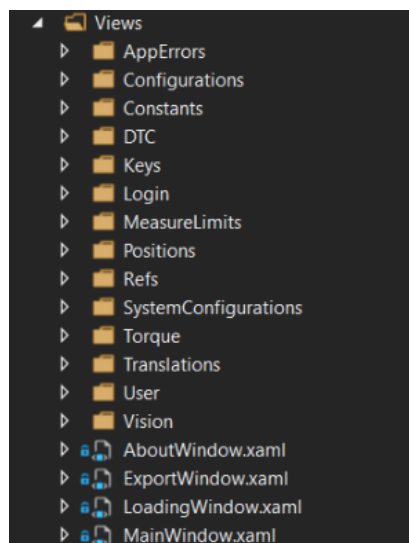 Views
AppErrors
Configurations
Constants
DTC
Keys
Login
MeasureLimits
Positions
Refs
SystemConfigurations
Torque
Translations
User
Vision
AboutWindow.xaml
ExportWindow.xaml
LoadingWindow.xaml
MainWindow.xaml